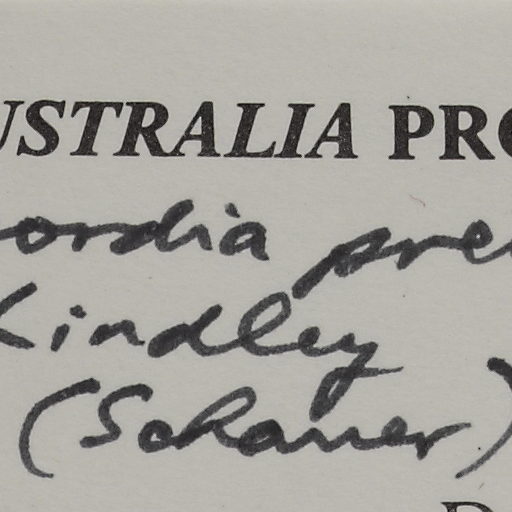 USTRALIA PRO
ordia pre
Lindley
(Schauer)
D